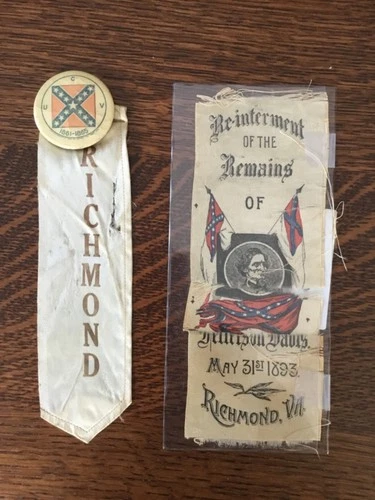 U C V
1861-1865
RICHMOND
Re-interment
OF THE
Remains
OF
Jefferson Davis.
MAY 31ST 1893
RICHMOND, VA.